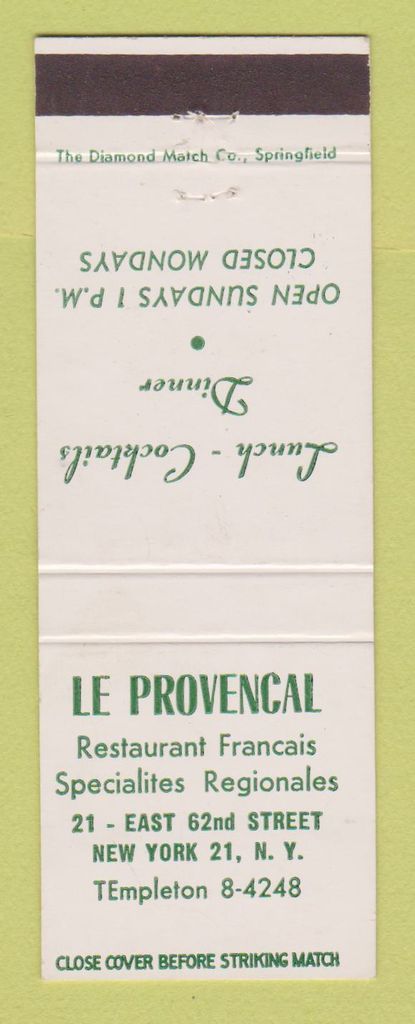 The Diamond Match Co., Springfield
Lunch - Cocktails
Dinner
•
OPEN SUNDAYS 1 P.M.
CLOSED MONDAYS
LE PROVENCAL
Restaurant Francais
Specialites Regionales
21 - EAST 62nd STREET
NEW YORK 21, N. Y.
TEmpleton 8-4248
CLOSE COVER BEFORE STRIKING MATCH